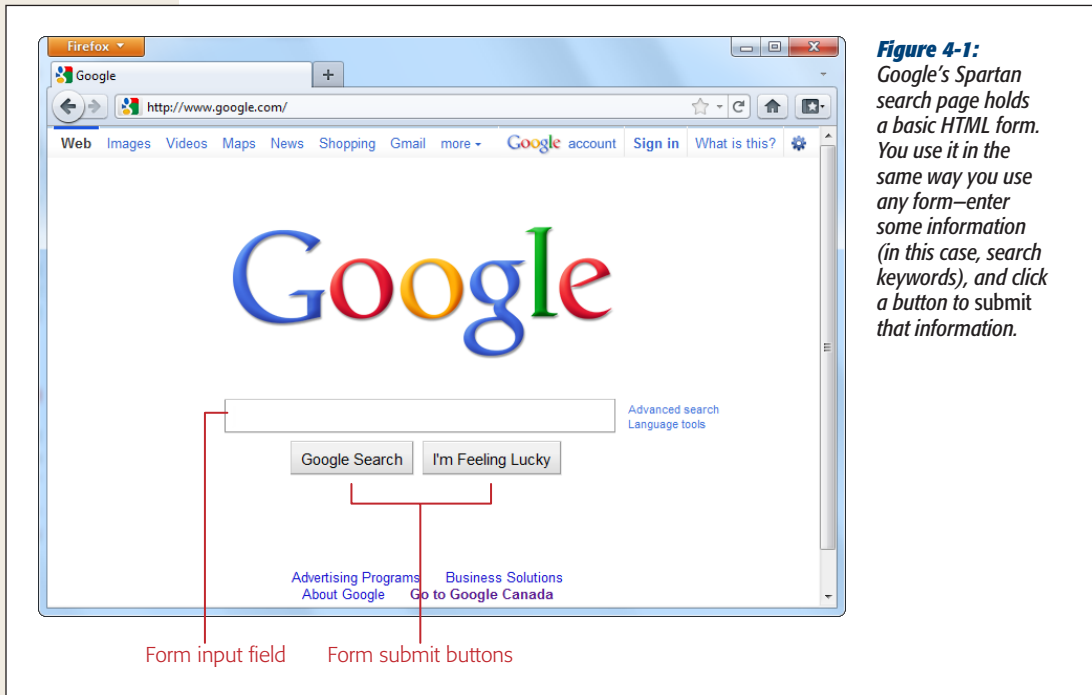 Firefox
Google
http://www.google.com/
Web Images Videos Maps News Shopping Gmail more Google account Sign in What is this?
Google
Advanced search
Language tools
Google Search I'm Feeling Lucky
Advertising Programs Business Solutions
About Google Go to Google Canada
Form input field Form submit buttons
Figure 4-1:
Google's Spartan
search page holds
a basic HTML form.
You use it in the
same way you use
any form—enter
some information
(in this case, search
keywords), and click
a button to submit
that information.